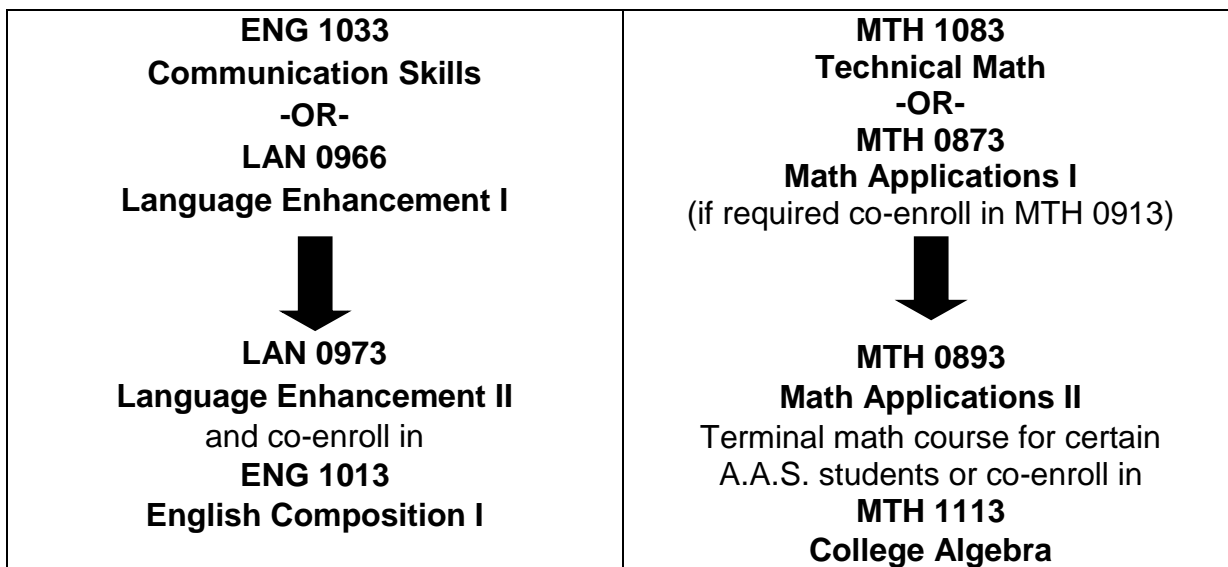 ENG 1033
Communication Skills
-OR-
LAN 0966
Language Enhancement I
LAN 0973
Language Enhancement II
and co-enroll in
ENG 1013
English Composition I
MTH 1083
Technical Math
-OR-
MTH 0873
Math Applications I
(if required co-enroll in MTH 0913)
MTH 0893
Math Applications II
Terminal math course for certain
A.A.S. students or co-enroll in
MTH 1113
College Algebra